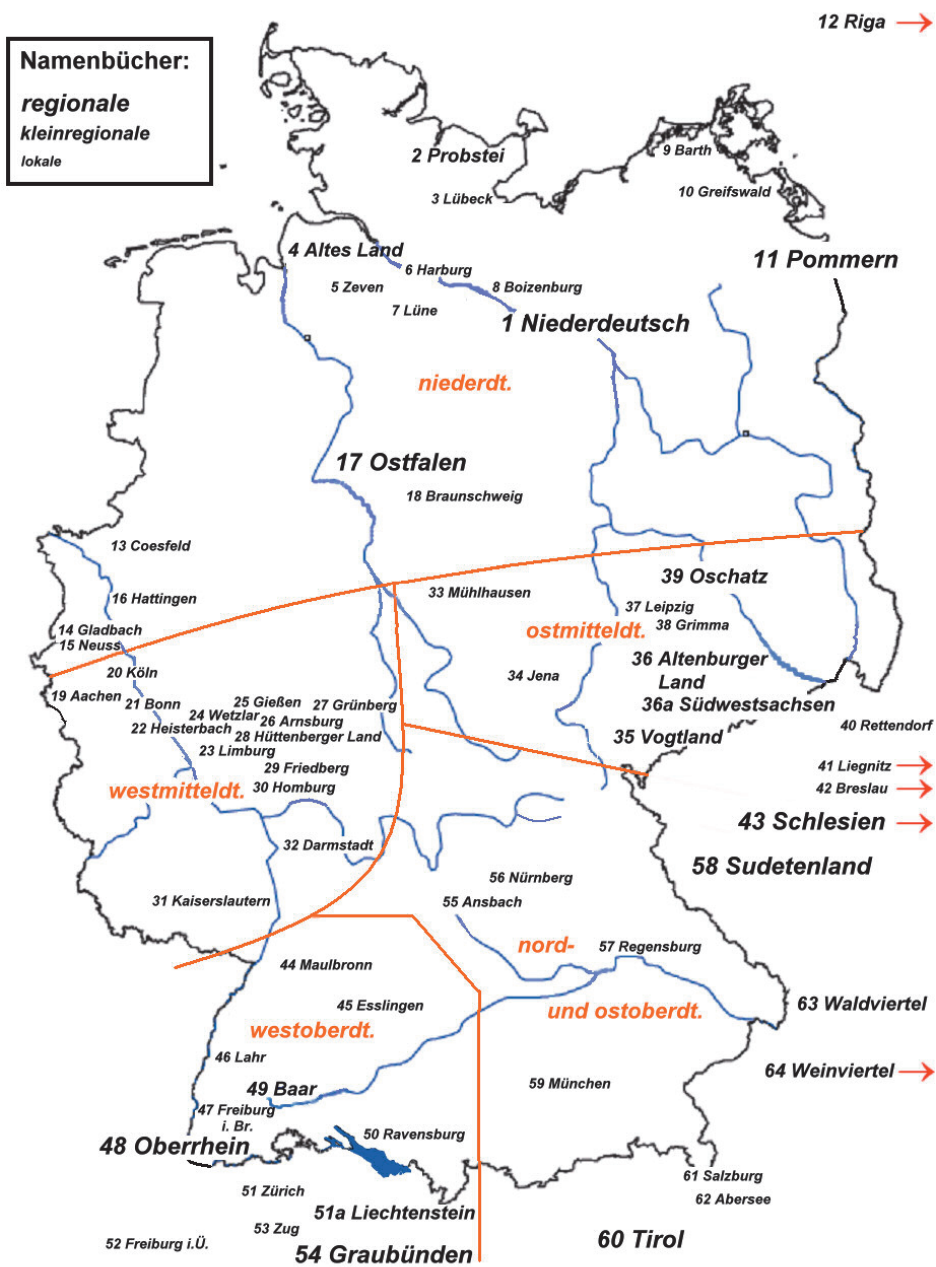 12 Riga
Namenbücher:
regionale
kleinregionale
lokale
2 Probstei
9 Barth
3 Lübeck
10 Greifswald
4 Altes Land
11 Pommern
6 Harburg
5 Zeven
8 Boizenburg
7 Lüne
1 Niederdeutsch
niederdt.
17 Ostfalen
18 Braunschweig
13 Coesfeld
39 Oschatz
16 Hattingen
33 Mühlhausen
37 Leipzig
14 Gladbach
ostmitteldt.
38 Grimma
15 Neuss
36 Altenburger
Land
20 Köln
34 Jena
19 Aachen
21 Bonn
25 Gießen
27 Grünberg
36a Südwestsachsen
24 Wetzlar
26 Arnsburg
22 Heisterbach
28 Hüttenberger Land
40 Rettendorf
35 Vogtland
23 Limburg
29 Friedberg
41 Liegnitz
30 Homburg
42 Breslau
westmitteldt.
43 Schlesien
32 Darmstadt
58 Sudetenland
56 Nürnberg
31 Kaiserslautern
55 Ansbach
nord-
57 Regensburg
44 Maulbronn
45 Esslingen
63 Waldviertel
und ostoberdt.
westoberdt.
46 Lahr
64 Weinviertel
49 Baar
59 München
47 Freiburg
i. Br.
50 Ravensburg
48 Oberrhein
61 Salzburg
51 Zürich
62 Abersee
51a Liechtenstein
53 Zug
52 Freiburg i.Ü.
60 Tirol
54 Graubünden